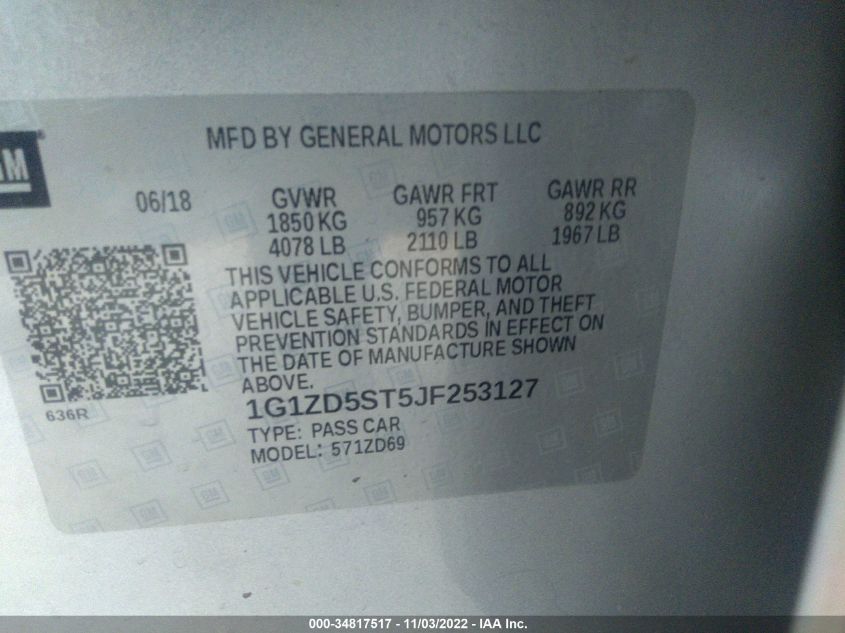 MFD BY GENERAL MOTORS LLC
GM
06/18
GVWR GAWR FRT GAWR RR
1850 KG 957 KG 892 KG
4078 LB 2110 LB 1967 LB
THIS VEHICLE CONFORMS TO ALL
APPLICABLE U.S. FEDERAL MOTOR
VEHICLE SAFETY, BUMPER, AND THEFT
PREVENTION STANDARDS IN EFFECT ON
THE DATE OF MANUFACTURE SHOWN
ABOVE.
636R
1G1ZD5ST5JF253127
TYPE: PASS CAR
MODEL: 571ZD69
000-34817517 - 11/03/2022 - IAA Inc.